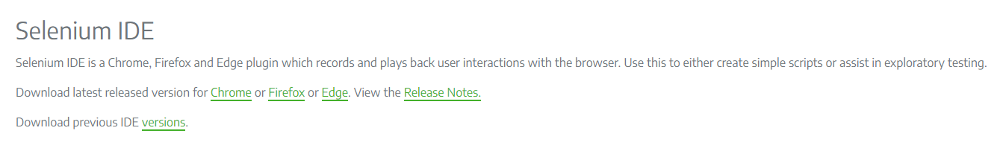 Selenium IDE
Selenium IDE is a Chrome, Firefox and Edge plugin which records and plays back user interactions with the browser. Use this to either create simple scripts or assist in exploratory testing.
Download latest released version for Chrome or Firefox or Edge. View the Release Notes.
Download previous IDE versions.